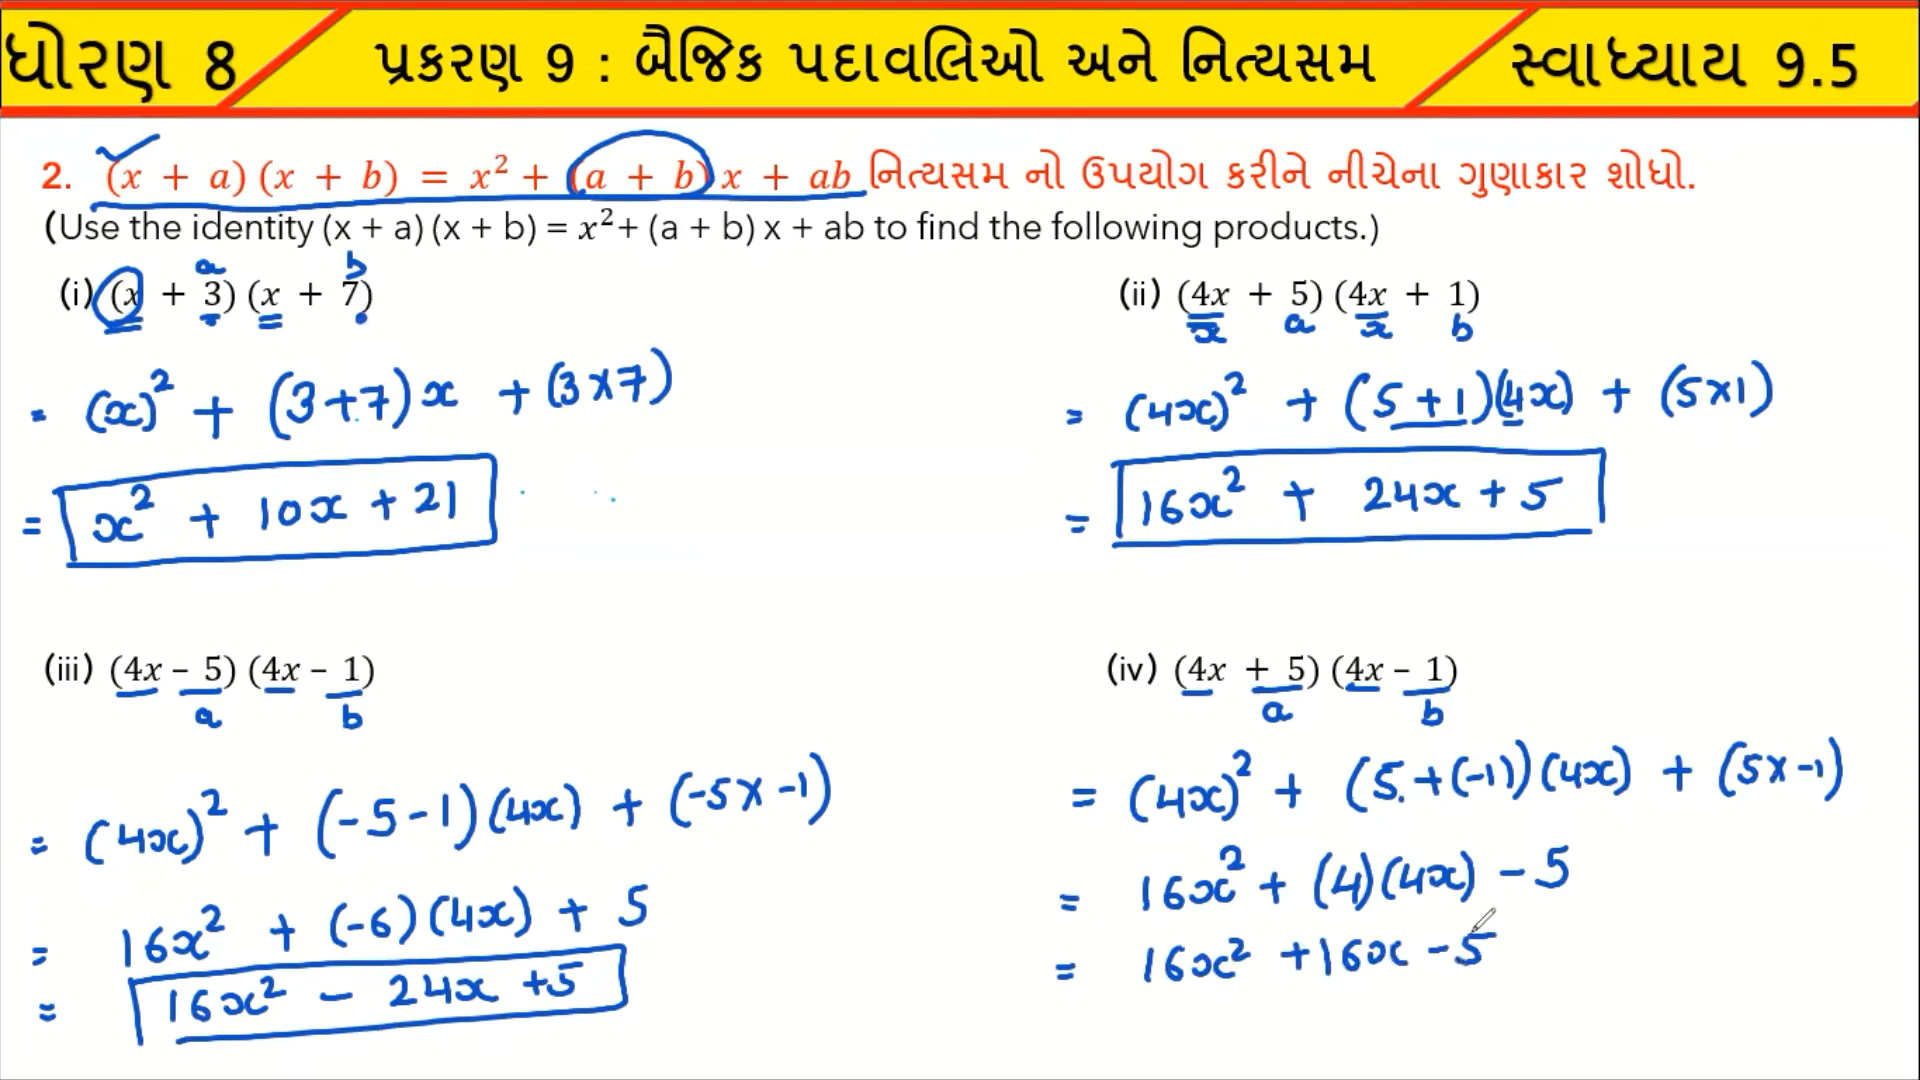 ધોરણ 8 પ્રકરણ 9 : બૈજિક પદાવલિઓ અને નિત્યસમ સ્વાધ્યાય 9.5
2. (x + a) (x + b) = x² + (a + b) x + ab નિત્યસમ નો ઉપયોગ કરીને નીચેના ગુણાકાર શોધો.
(Use the identity (x + a) (x + b) = x² + (a + b) x + ab to find the following products.)
a b
(i) (x + 3) (x + 7)
= (x)² + (3+7)x + (3×7)
= x² + 10x + 21
(ii) (4x + 5) (4x + 1)
x a x b
= (4x)² + (5+1)(4x) + (5×1)
= 16x² + 24x + 5
(iii) (4x – 5) (4x – 1)
a b
= (4x)² + (-5-1)(4x) + (-5×-1)
= 16x² + (-6)(4x) + 5
= 16x² - 24x +5
(iv) (4x + 5) (4x – 1)
a b
= (4x)² + (5.+(-1))(4x) + (5×-1)
= 16x² + (4)(4x) - 5
= 16x² +16x -5